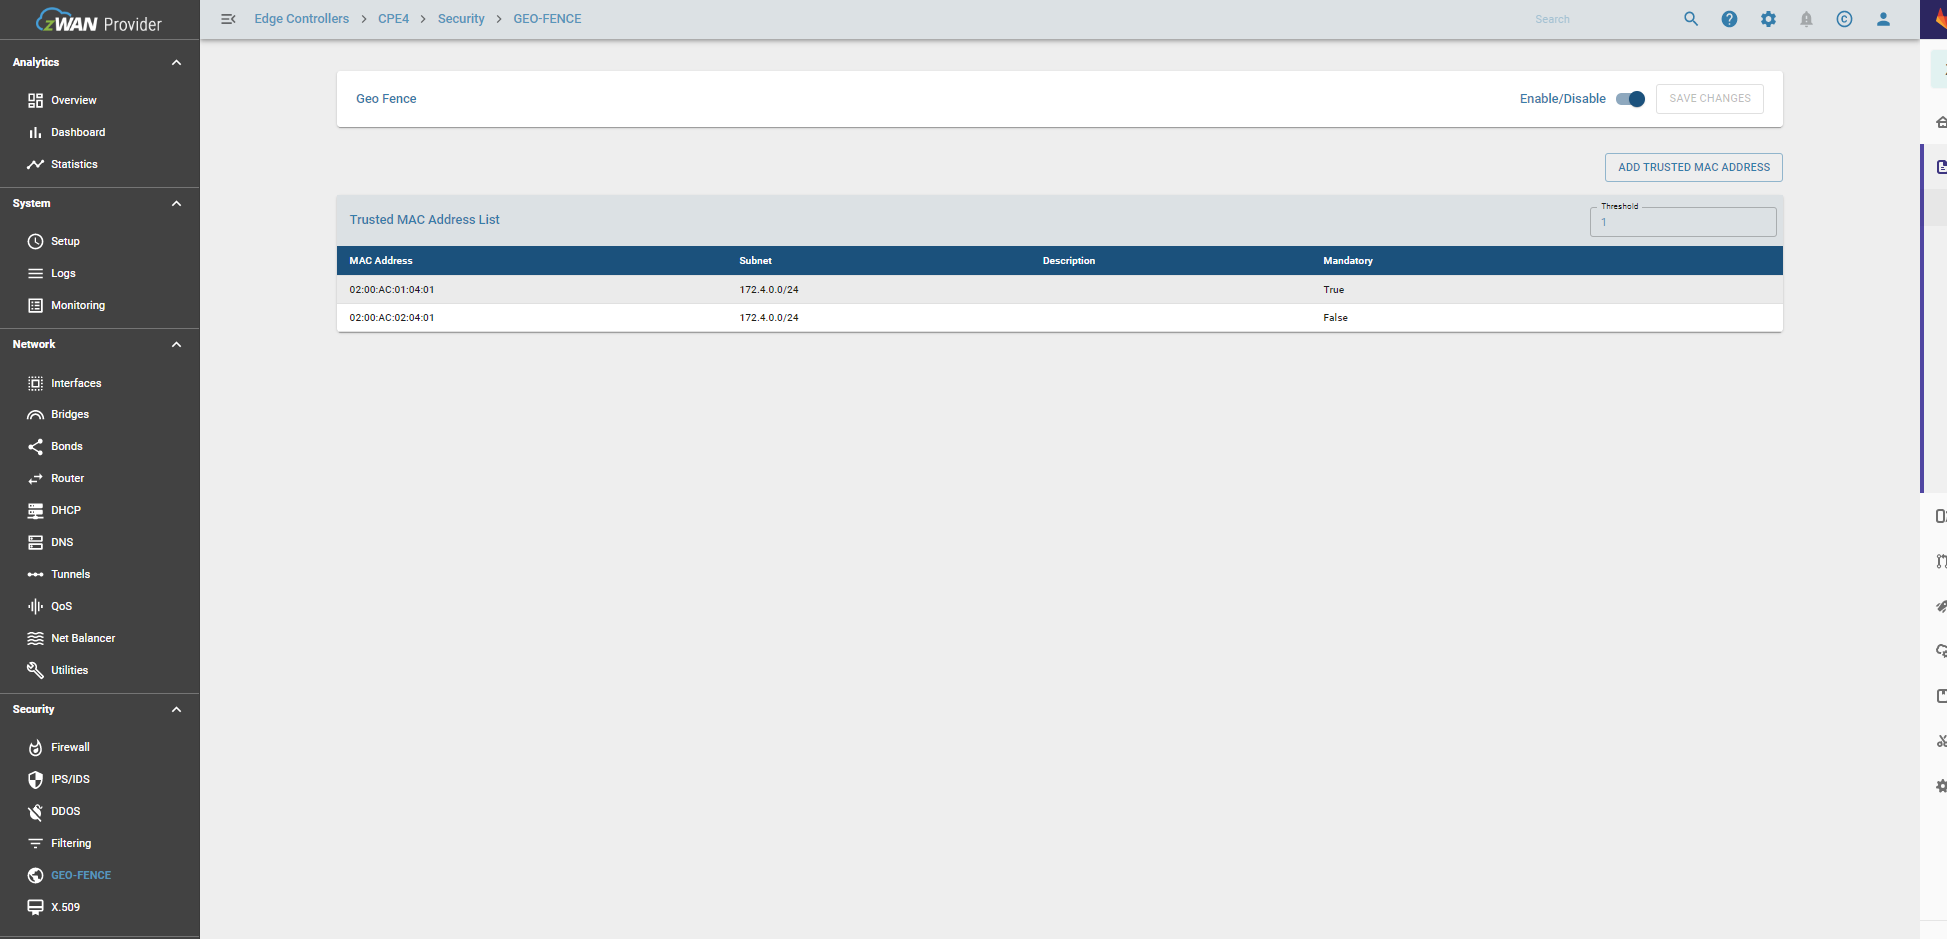 zWAN Provider
Edge Controllers > CPE4 > Security > GEO-FENCE
Search
Analytics
Overview
Dashboard
Statistics
System
Setup
Logs
Monitoring
Network
Interfaces
Bridges
Bonds
Router
DHCP
DNS
Tunnels
QoS
Net Balancer
Utilities
Security
Firewall
IPS/IDS
DDOS
Filtering
GEO-FENCE
X.509
Geo Fence
Enable/Disable
SAVE CHANGES
ADD TRUSTED MAC ADDRESS
Trusted MAC Address List
Threshold
1
MAC Address Subnet Description Mandatory
02:00:AC:01:04:01 172.4.0.0/24 True
02:00:AC:02:04:01 172.4.0.0/24 False